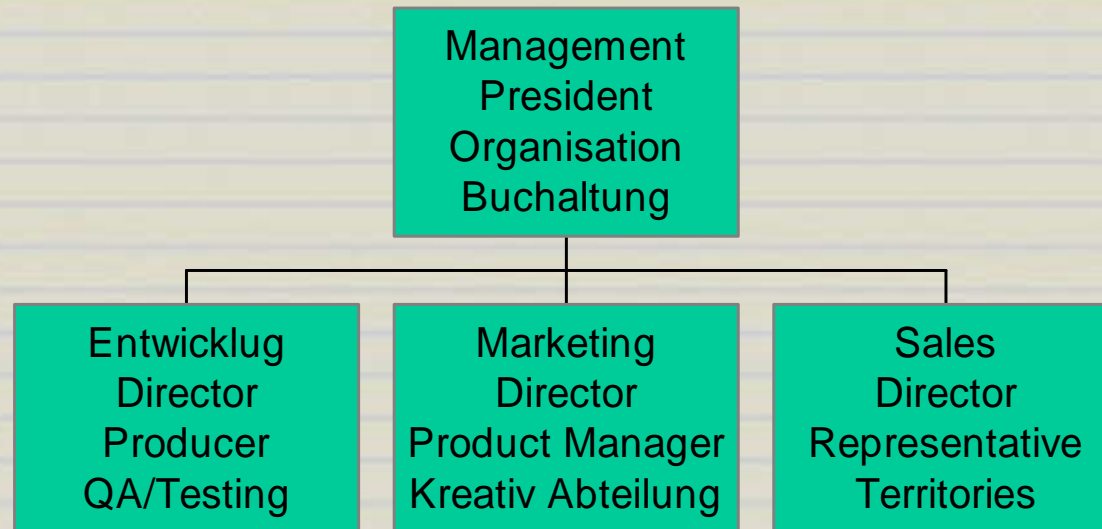 Management
President
Organisation
Buchaltung
Entwicklug
Director
Producer
QA/Testing
Marketing
Director
Product Manager
Kreativ Abteilung
Sales
Director
Representative
Territories